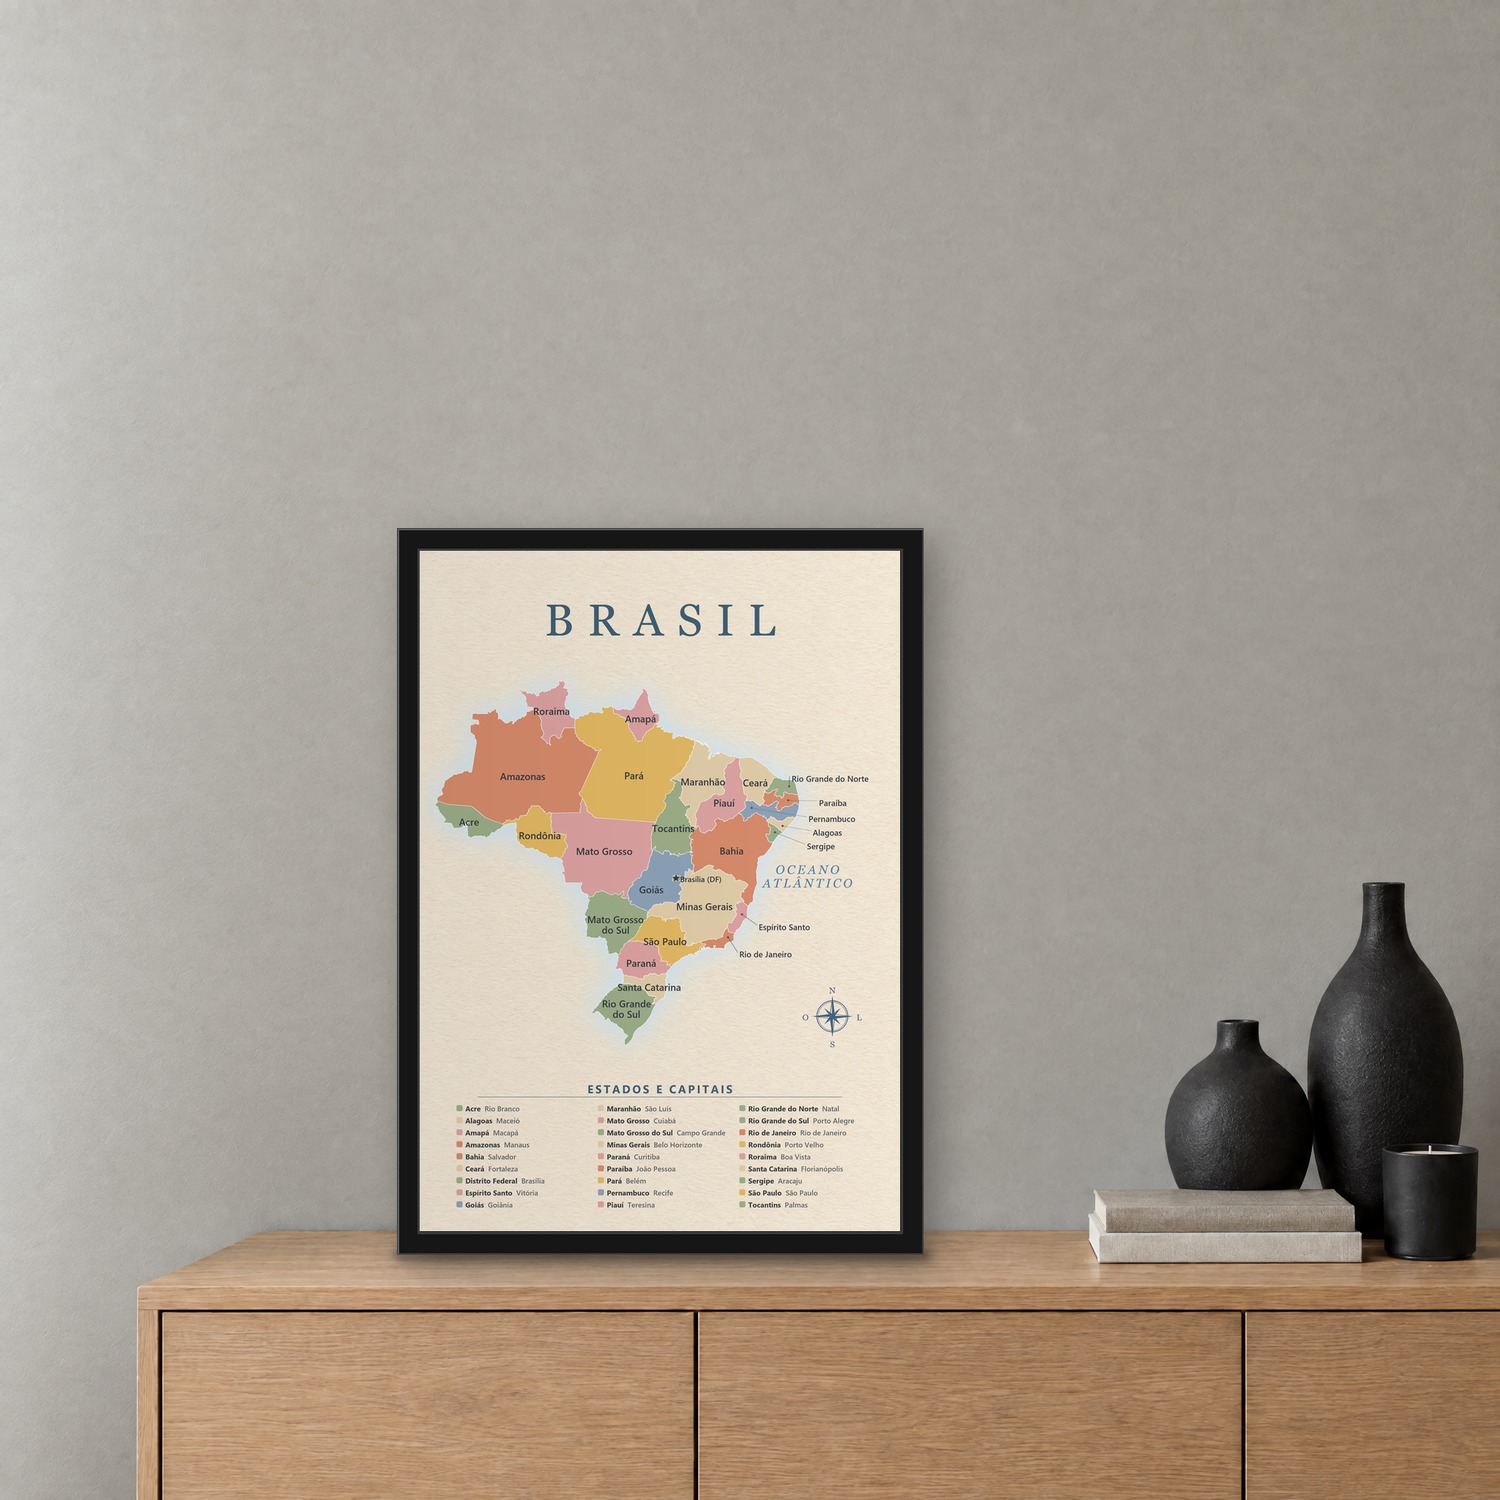 BRASIL
Roraima
Amapá
Amazonas
Pará
Maranhão
Ceará
Rio Grande do Norte
Piauí
Paraíba
Pernambuco
Acre
Rondônia
Tocantins
Alagoas
Sergipe
Mato Grosso
Bahia
OCEANO
ATLÂNTICO
Goiás
★Brasília (DF)
Minas Gerais
Mato Grosso
do Sul
Espírito Santo
São Paulo
Rio de Janeiro
Paraná
Santa Catarina
Rio Grande
do Sul
N
O L
S
ESTADOS E CAPITAIS
Acre Rio Branco
Alagoas Maceió
Amapá Macapá
Amazonas Manaus
Bahia Salvador
Ceará Fortaleza
Distrito Federal Brasília
Espírito Santo Vitória
Goiás Goiânia
Maranhão São Luís
Mato Grosso Cuiabá
Mato Grosso do Sul Campo Grande
Minas Gerais Belo Horizonte
Paraná Curitiba
Paraíba João Pessoa
Pará Belém
Pernambuco Recife
Piauí Teresina
Rio Grande do Norte Natal
Rio Grande do Sul Porto Alegre
Rio de Janeiro Rio de Janeiro
Rondônia Porto Velho
Roraima Boa Vista
Santa Catarina Florianópolis
Sergipe Aracaju
São Paulo São Paulo
Tocantins Palmas